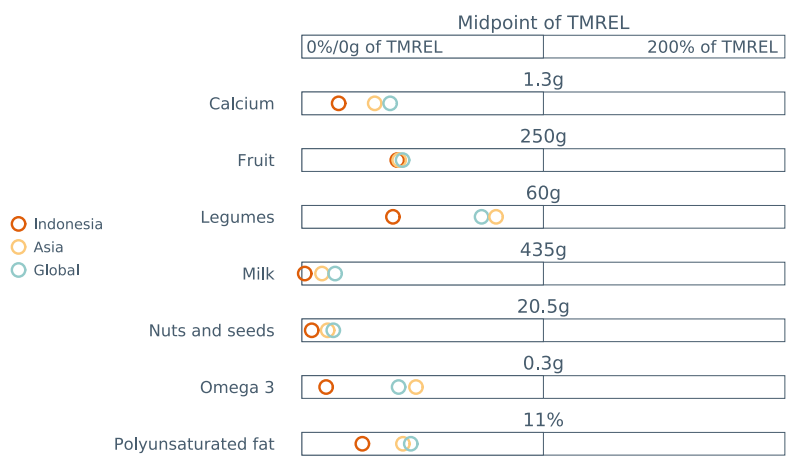 Midpoint of TMREL
0%/0g of TMREL 200% of TMREL
1.3g
Calcium
250g
Fruit
60g
Legumes
Indonesia
Asia
Global
435g
Milk
20.5g
Nuts and seeds
0.3g
Omega 3
11%
Polyunsaturated fat